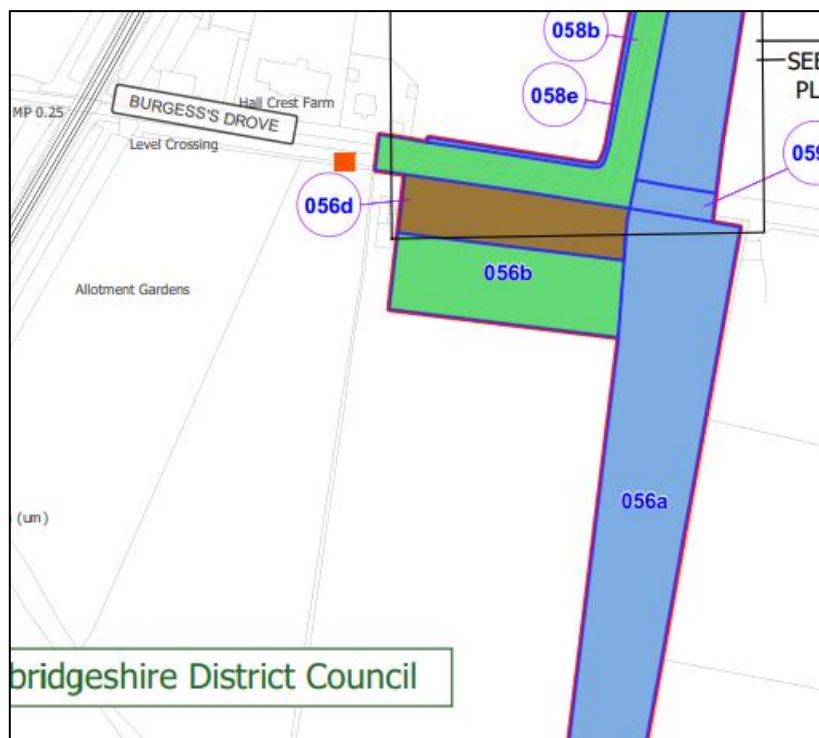 058b
SEE
PL
058e
MP 0.25
BURGESS'S DROVE
Hall Crest Farm
Level Crossing
059
056d
056b
Allotment Gardens
056a
(um)
bridgeshire District Council